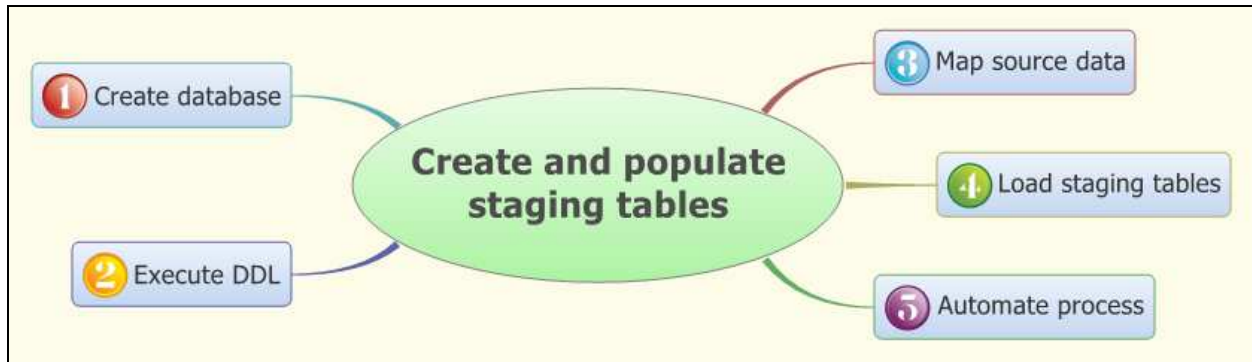 1 Create database
2 Execute DDL
Create and populate
staging tables
3 Map source data
4 Load staging tables
5 Automate process